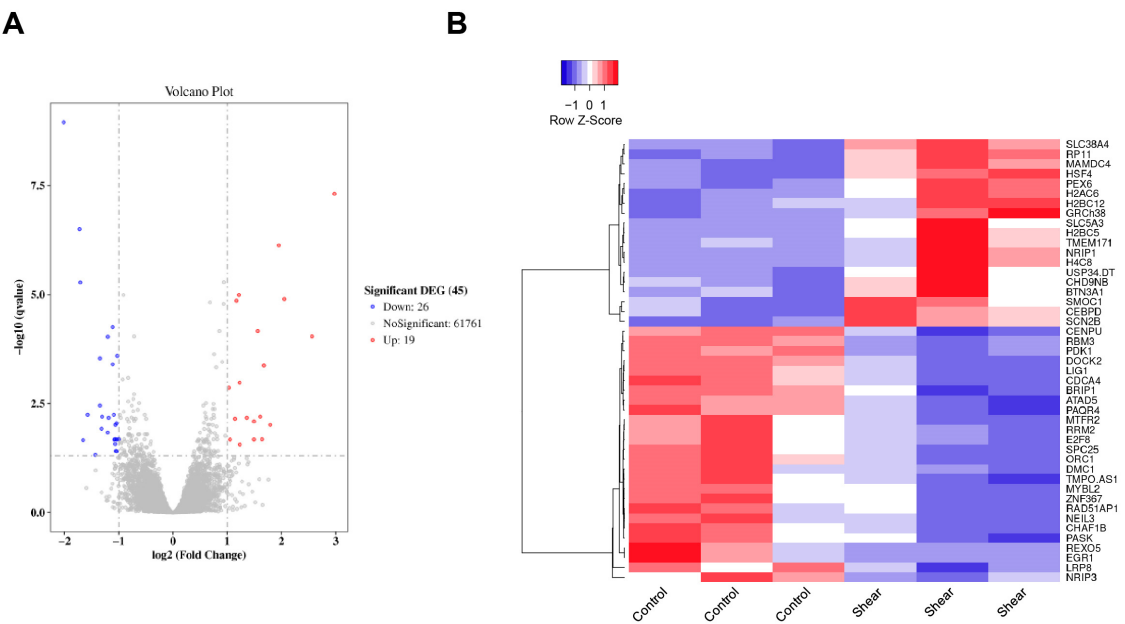 A
B
Volcano Plot
−log10 (qvalue)
7.5
5.0
2.5
0.0
−2
−1
0
1
2
3
log2 (Fold Change)
Significant DEG (45)
Down: 26
NoSignificant: 61761
Up: 19
−1 0 1
Row Z-Score
SLC38A4
RP11
MAMDC4
HSF4
PEX6
H2AC6
H2BC12
GRCh38
SLC5A3
H2BC5
TMEM171
NRIP1
H4C8
USP34.DT
CHD9NB
BTN3A1
SMOC1
CEBPD
SCN2B
CENPU
RBM3
PDK1
DOCK2
LIG1
CDCA4
BRIP1
ATAD5
PAQR4
MTFR2
RRM2
E2F8
SPC25
ORC1
DMC1
TMPO.AS1
MYBL2
ZNF367
RAD51AP1
NEIL3
CHAF1B
PASK
REXO5
EGR1
LRP8
NRIP3
Control
Control
Control
Shear
Shear
Shear